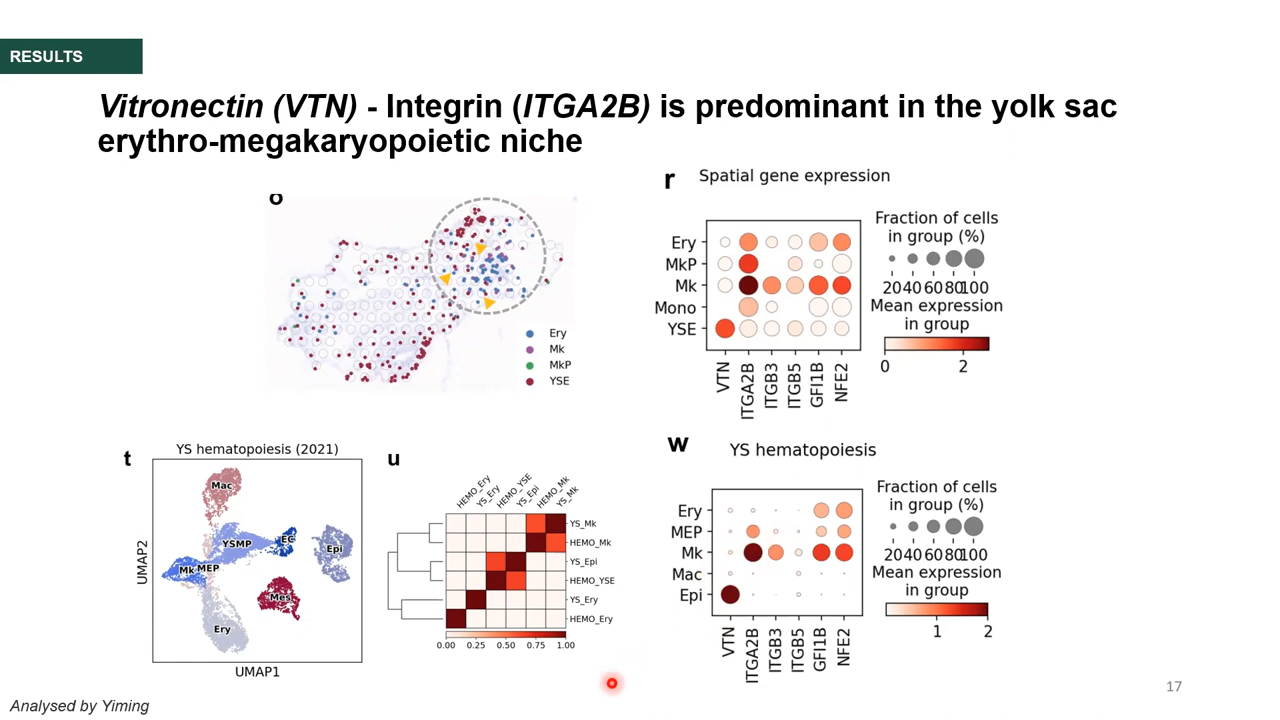 RESULTS
Vitronectin (VTN) - Integrin (ITGA2B) is predominant in the yolk sac
erythro-megakaryopoietic niche
o
Ery
Mk
MkP
YSE
r
Spatial gene expression
Ery
MkP
Mk
Mono
YSE
VTN
ITGA2B
ITGB3
ITGB5
GFI1B
NFE2
Fraction of cells
in group (%)
20 40 60 80 100
Mean expression
in group
0 2
t
YS hematopoiesis (2021)
Mac
YSMP
EC
Epi
Mk
MEP
Mes
Ery
UMAP2
UMAP1
u
HEMO_Ery
YS_Ery
HEMO_YSE
YS_Epi
HEMO_Mk
YS_Mk
YS_Mk
HEMO_Mk
YS_Epi
HEMO_YSE
YS_Ery
HEMO_Ery
0.00 0.25 0.50 0.75 1.00
w
YS hematopoiesis
Ery
MEP
Mk
Mac
Epi
VTN
ITGA2B
ITGB3
ITGB5
GFI1B
NFE2
Fraction of cells
in group (%)
20 40 60 80 100
Mean expression
in group
1 2
17
Analysed by Yiming